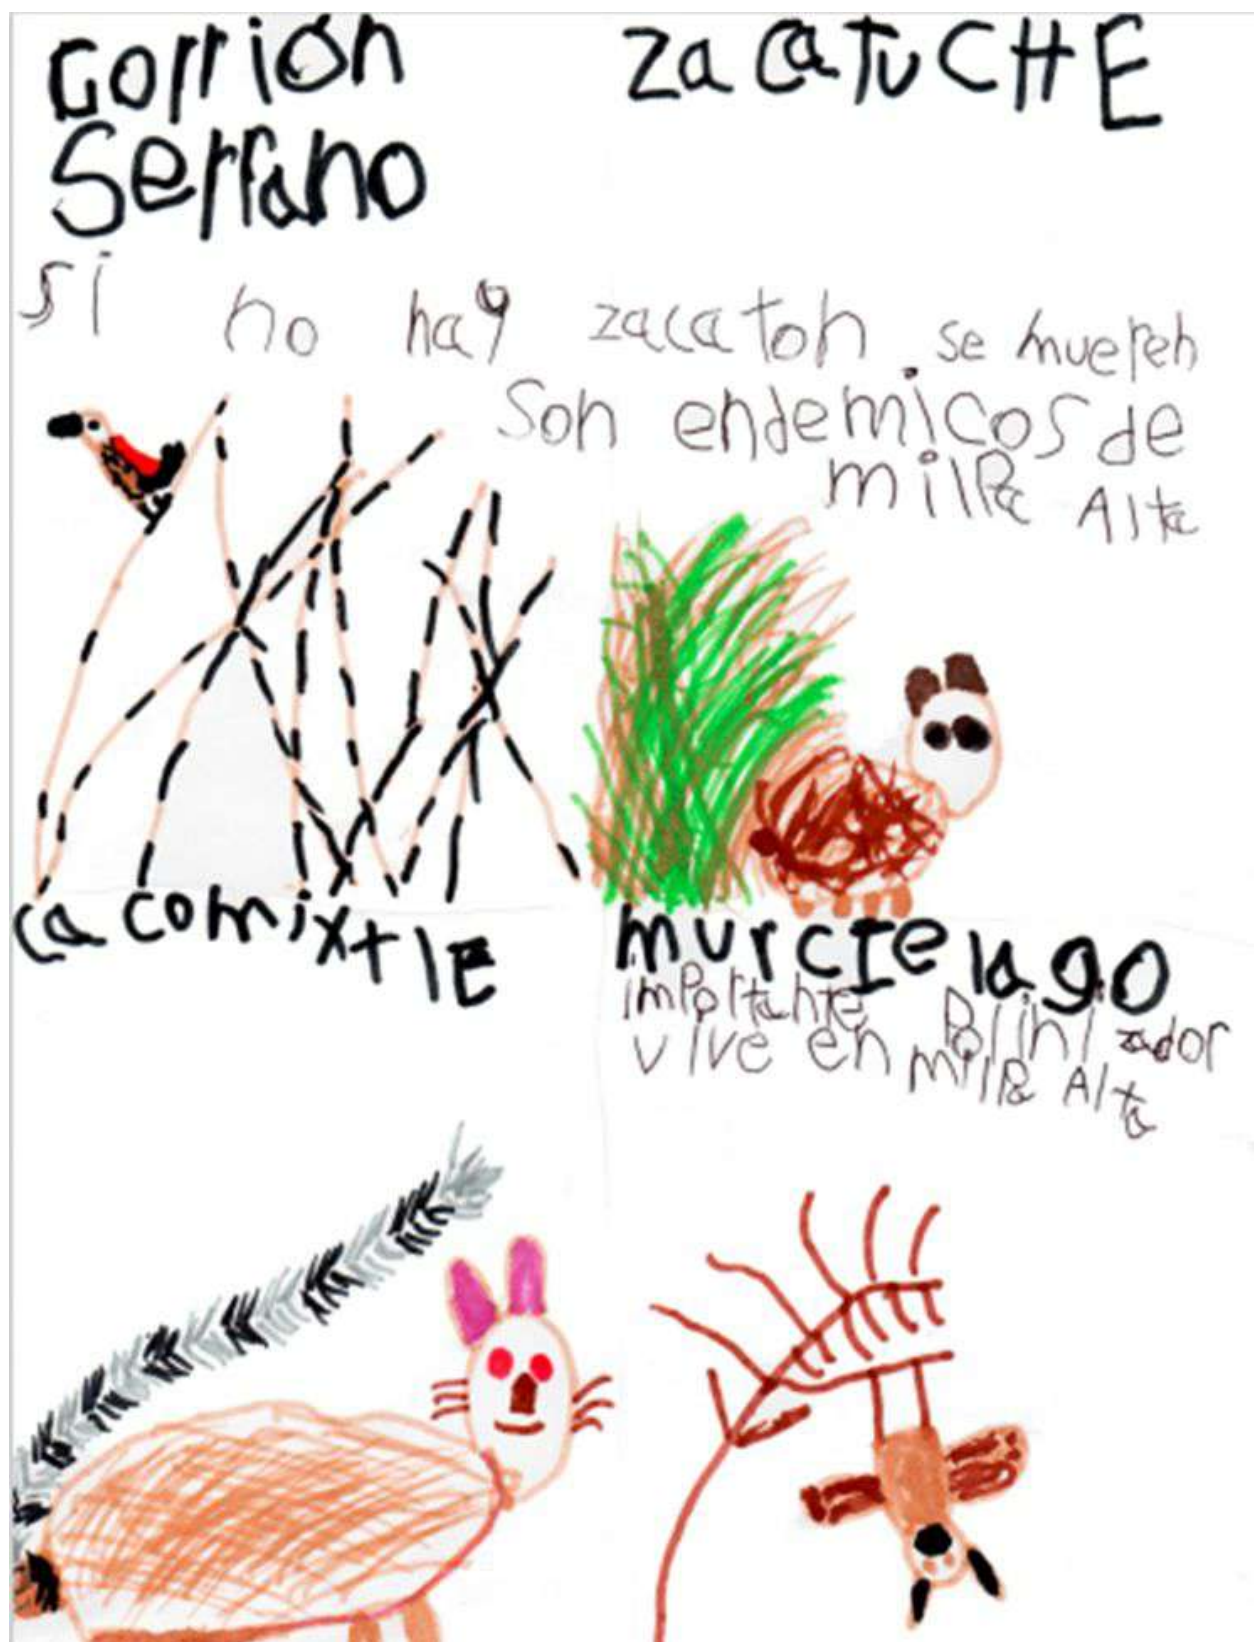 Gorrión
Serrano
zacaTuCHE
si no hay zacaton se mueren
Son endemicos de
milpa Alta
cacomixtlE
murcIelago
importante Polinizador
vive en milpa Alta